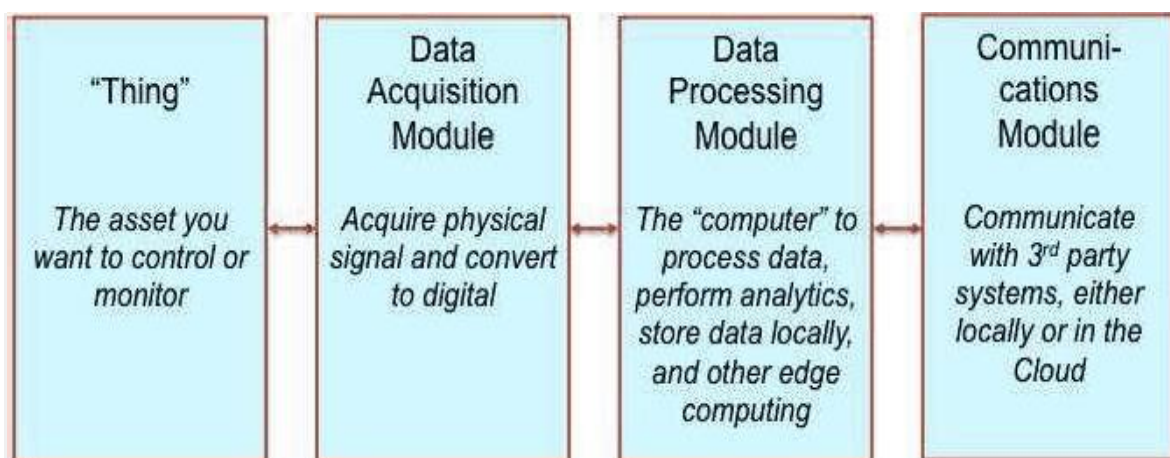 “Thing”
The asset you
want to control or
monitor
Data
Acquisition
Module
Acquire physical
signal and convert
to digital
Data
Processing
Module
The “computer” to
process data,
perform analytics,
store data locally,
and other edge
computing
Communi-
cations
Module
Communicate
with 3rd party
systems, either
locally or in the
Cloud